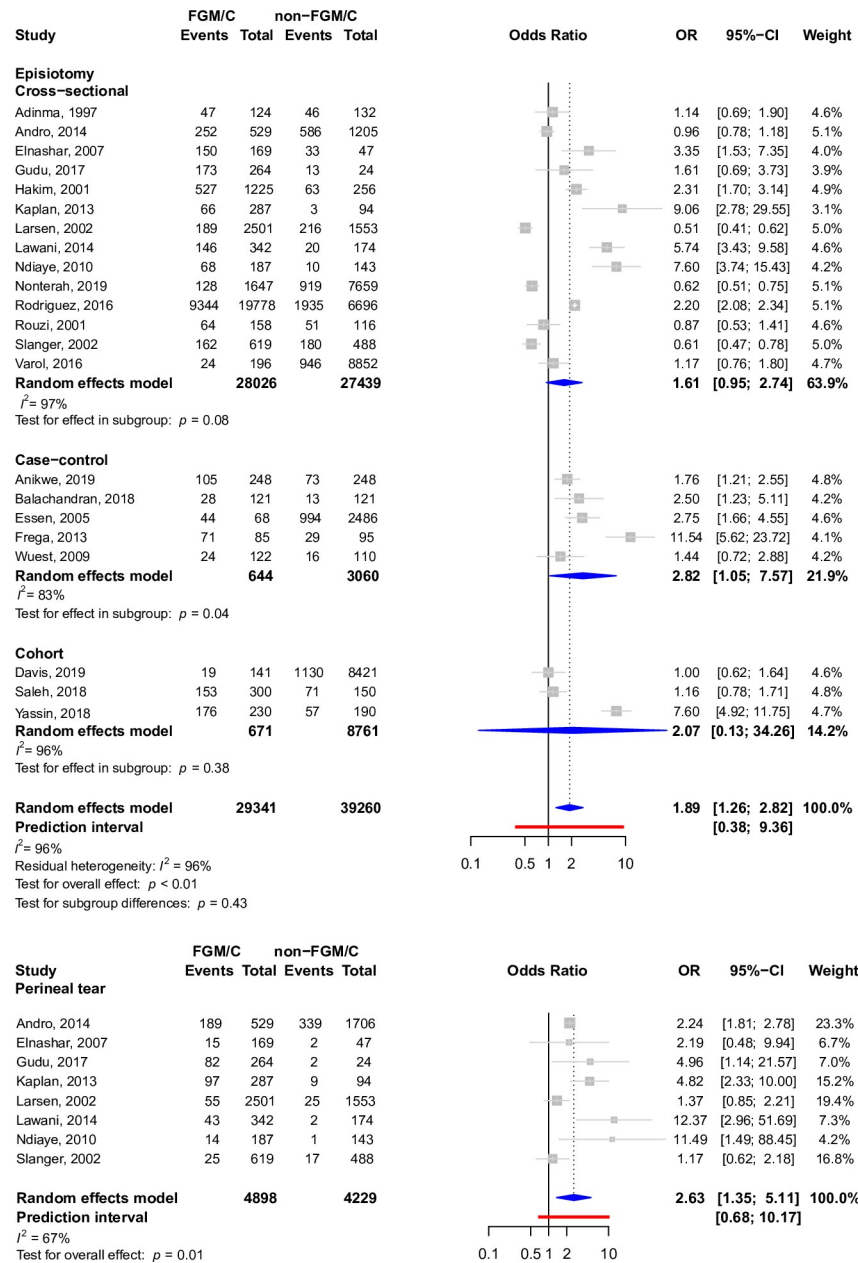 FGM/C non−FGM/C
Study Events Total Events Total Odds Ratio OR 95%−CI Weight
Episiotomy
Cross-sectional
Adinma, 1997 47 124 46 132 1.14 [0.69; 1.90] 4.6%
Andro, 2014 252 529 586 1205 0.96 [0.78; 1.18] 5.1%
Elnashar, 2007 150 169 33 47 3.35 [1.53; 7.35] 4.0%
Gudu, 2017 173 264 13 24 1.61 [0.69; 3.73] 4.6%
Hakim, 2001 527 1225 63 256 2.31 [1.70; 3.14] 4.9%
Kaplan, 2013 66 287 3 94 9.06 [2.78; 29.55] 3.1%
Larsen, 2002 189 2501 216 1553 0.51 [0.41; 0.62] 5.0%
Lawani, 2014 146 342 20 174 5.74 [3.43; 9.58] 4.6%
Ndiaye, 2010 68 187 10 143 7.60 [3.74; 15.43] 4.2%
Nonterah, 2019 128 1647 919 7659 0.62 [0.51; 0.75] 5.1%
Rodriguez, 2016 9344 19778 1935 6696 2.20 [2.08; 2.34] 5.1%
Rouzi, 2001 64 158 51 116 0.87 [0.53; 1.41] 4.6%
Slanger, 2002 162 619 180 488 0.61 [0.47; 0.78] 5.0%
Varol, 2016 24 196 946 8852 1.17 [0.76; 1.80] 4.7%
Random effects model 28026 27439 1.61 [0.95; 2.74] 63.9%
I²= 97%
Test for effect in subgroup: p = 0.08
Case−control
Anikwe, 2019 105 248 73 248 1.76 [1.21; 2.55] 4.8%
Balachandran, 2018 28 121 13 121 2.50 [1.23; 5.11] 4.2%
Essen, 2005 44 68 994 2486 2.75 [1.66; 4.55] 4.6%
Frega, 2013 71 85 29 95 11.54 [5.62; 23.72] 4.1%
Wuest, 2009 24 122 16 110 1.44 [0.72; 2.88] 4.2%
Random effects model 644 3060 2.82 [1.05; 7.57] 21.9%
I²= 83%
Test for effect in subgroup: p = 0.04
Cohort
Davis, 2019 19 141 1130 8421 1.00 [0.62; 1.64] 4.6%
Saleh, 2018 153 300 71 150 1.16 [0.78; 1.71] 4.8%
Yassin, 2018 176 230 57 190 7.60 [4.92; 11.75] 4.7%
Random effects model 671 8761 2.07 [0.13; 34.26] 14.2%
I²= 96%
Test for effect in subgroup: p = 0.38
Random effects model 29341 39260 1.89 [1.26; 2.82] 100.0%
Prediction interval [0.38; 9.36]
I²= 96%
Residual heterogeneity: I² = 96%
0.1 0.5 1 2 10
Test for overall effect: p < 0.01
Test for subgroup differences: p = 0.43
FGM/C non−FGM/C
Study Events Total Events Total Odds Ratio OR 95%−CI Weight
Perineal tear
Andro, 2014 189 529 339 1706 2.24 [1.81; 2.78] 23.3%
Elnashar, 2007 15 169 2 47 2.19 [0.48; 9.94] 6.7%
Gudu, 2017 82 264 2 24 4.96 [1.14; 21.57] 7.0%
Kaplan, 2013 97 287 9 94 4.82 [2.33; 10.00] 15.2%
Larsen, 2002 55 2501 25 1553 1.37 [0.85; 2.21] 19.4%
Lawani, 2014 43 342 2 174 12.37 [2.96; 51.69] 7.3%
Ndiaye, 2010 14 187 1 143 11.49 [1.49; 88.45] 4.2%
Slanger, 2002 25 619 17 488 1.17 [0.62; 2.18] 16.8%
Random effects model 4898 4229 2.63 [1.35; 5.11] 100.0%
Prediction interval [0.68; 10.17]
I² = 67%
Test for overall effect: p = 0.01
0.1 0.5 1 2 10